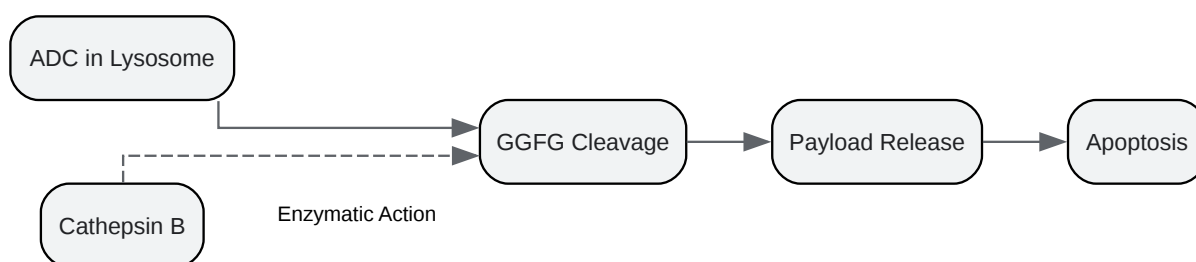 ADC in Lysosome
GGFG Cleavage
Payload Release
Apoptosis
Cathepsin B
Enzymatic Action